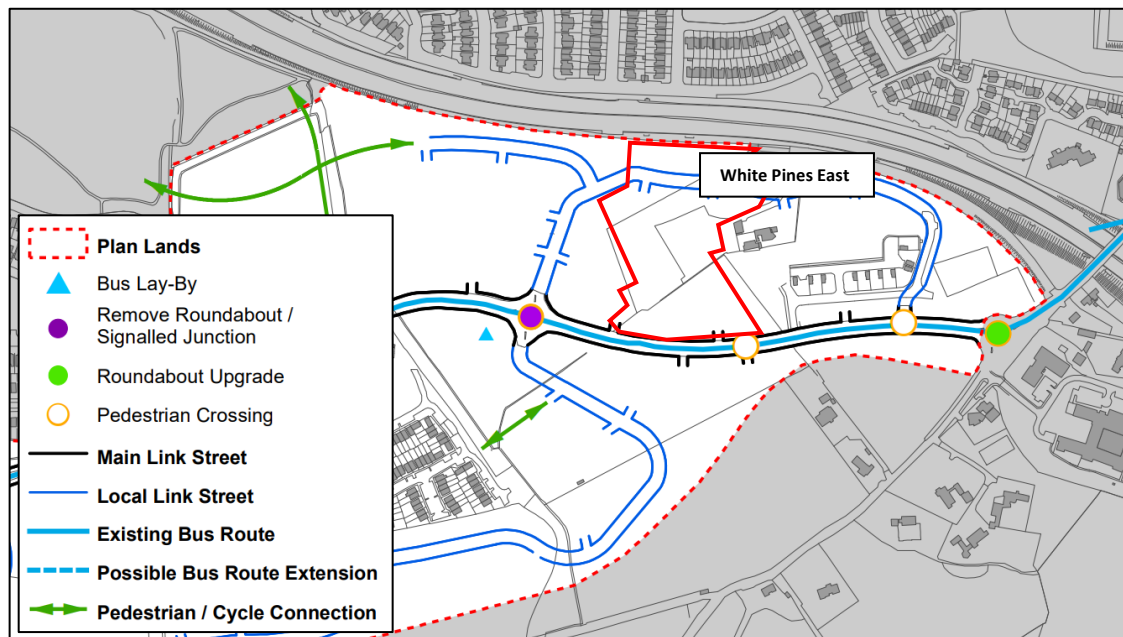 White Pines East
Plan Lands
Bus Lay-By
Remove Roundabout /
Signalled Junction
Roundabout Upgrade
Pedestrian Crossing
Main Link Street
Local Link Street
Existing Bus Route
Possible Bus Route Extension
Pedestrian / Cycle Connection